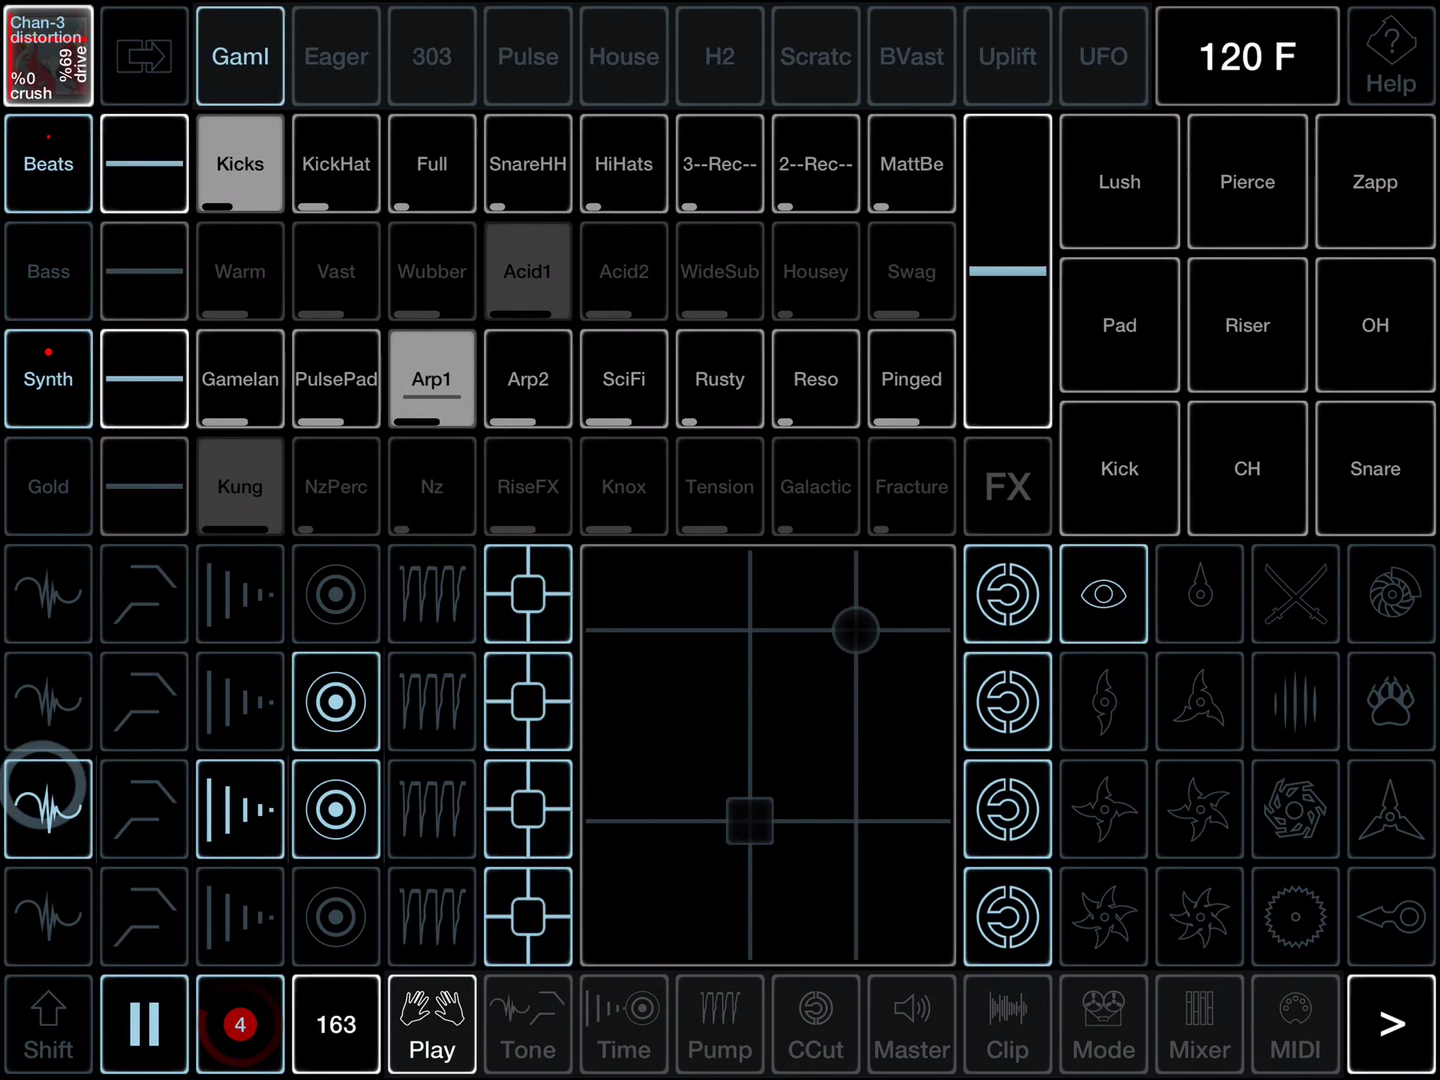 Chan-3
distortion
%0
crush
%69
drive
Gaml
Eager
303
Pulse
House
H2
Scratc
BVast
Uplift
UFO
120 F
?
Help
Beats
Kicks
KickHat
Full
SnareHH
HiHats
3--Rec--
2--Rec--
MattBe
Lush
Pierce
Zapp
Bass
Warm
Vast
Wubber
Acid1
Acid2
WideSub
Housey
Swag
Pad
Riser
OH
Synth
Gamelan
PulsePad
Arp1
Arp2
SciFi
Rusty
Reso
Pinged
Gold
Kung
NzPerc
Nz
RiseFX
Knox
Tension
Galactic
Fracture
FX
Kick
CH
Snare
Shift
4
163
Play
Tone
Time
Pump
CCut
Master
Clip
Mode
Mixer
MIDI
>